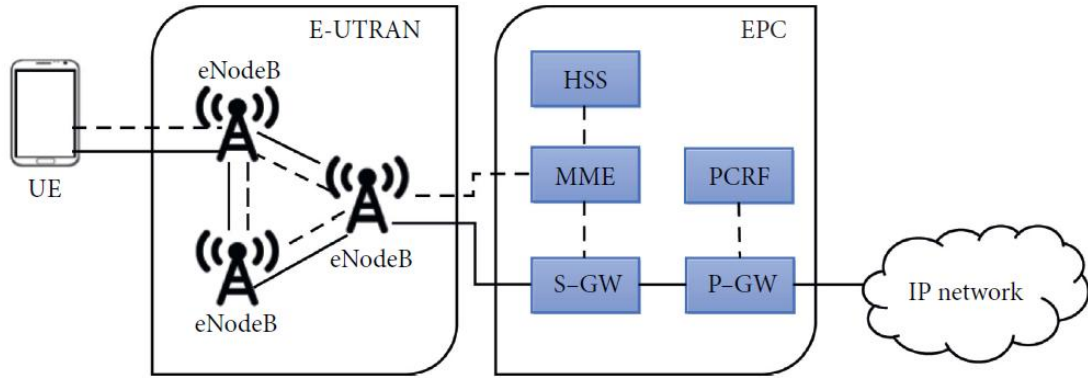 E-UTRAN
EPC
eNodeB
HSS
UE
MME
PCRF
eNodeB
S–GW
P–GW
IP network
eNodeB